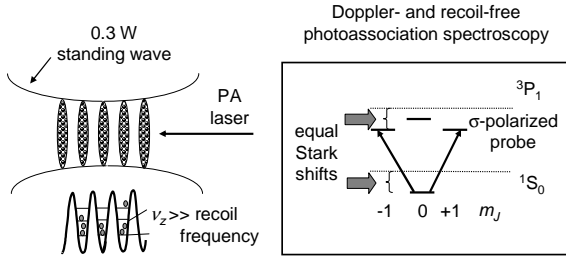 0.3 W
standing wave
PA
laser
ν_z >> recoil
frequency
Doppler- and recoil-free
photoassociation spectroscopy
³P₁
equal
Stark
shifts
σ-polarized
probe
¹S₀
-1 0 +1 m_J